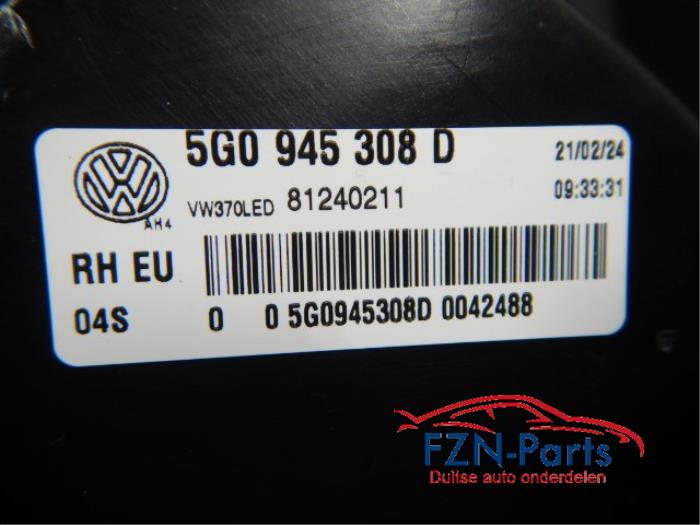 5G0 945 308 D 21/02/24
VW370LED 81240211 09:33:31
AH4
RH EU
04S 0 0 5G0945308D 0042488
FZN-Parts
Duitse auto onderdelen